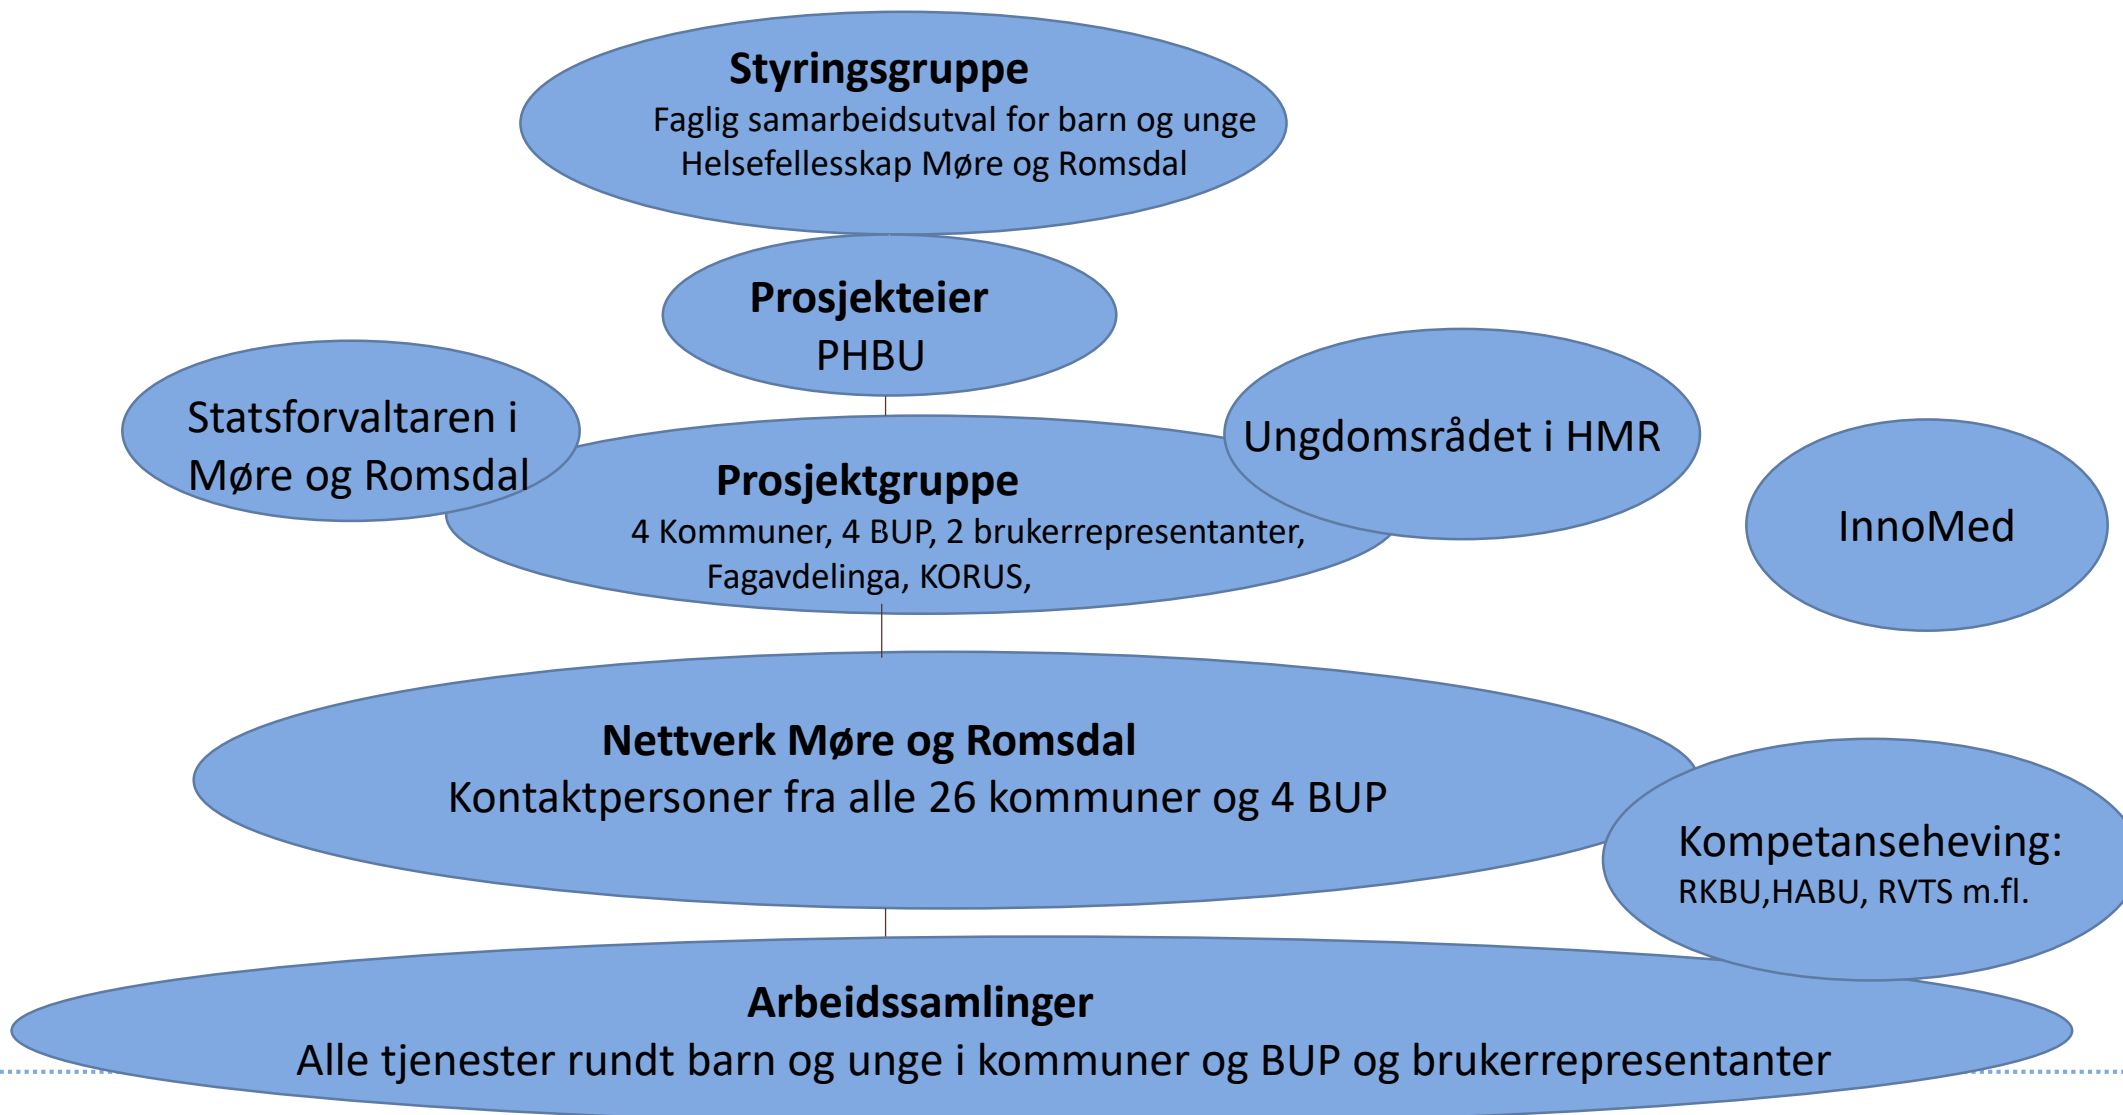 Styringsgruppe
Faglig samarbeidsutval for barn og unge
Helsefellesskap Møre og Romsdal
Prosjekteier
PHBU
Statsforvaltaren i
Møre og Romsdal
Ungdomsrådet i HMR
Prosjektgruppe
4 Kommuner, 4 BUP, 2 brukerrepresentanter,
Fagavdelinga, KORUS,
InnoMed
Nettverk Møre og Romsdal
Kontaktpersoner fra alle 26 kommuner og 4 BUP
Kompetanseheving:
RKBU,HABU, RVTS m.fl.
Arbeidssamlinger
Alle tjenester rundt barn og unge i kommuner og BUP og brukerrepresentanter